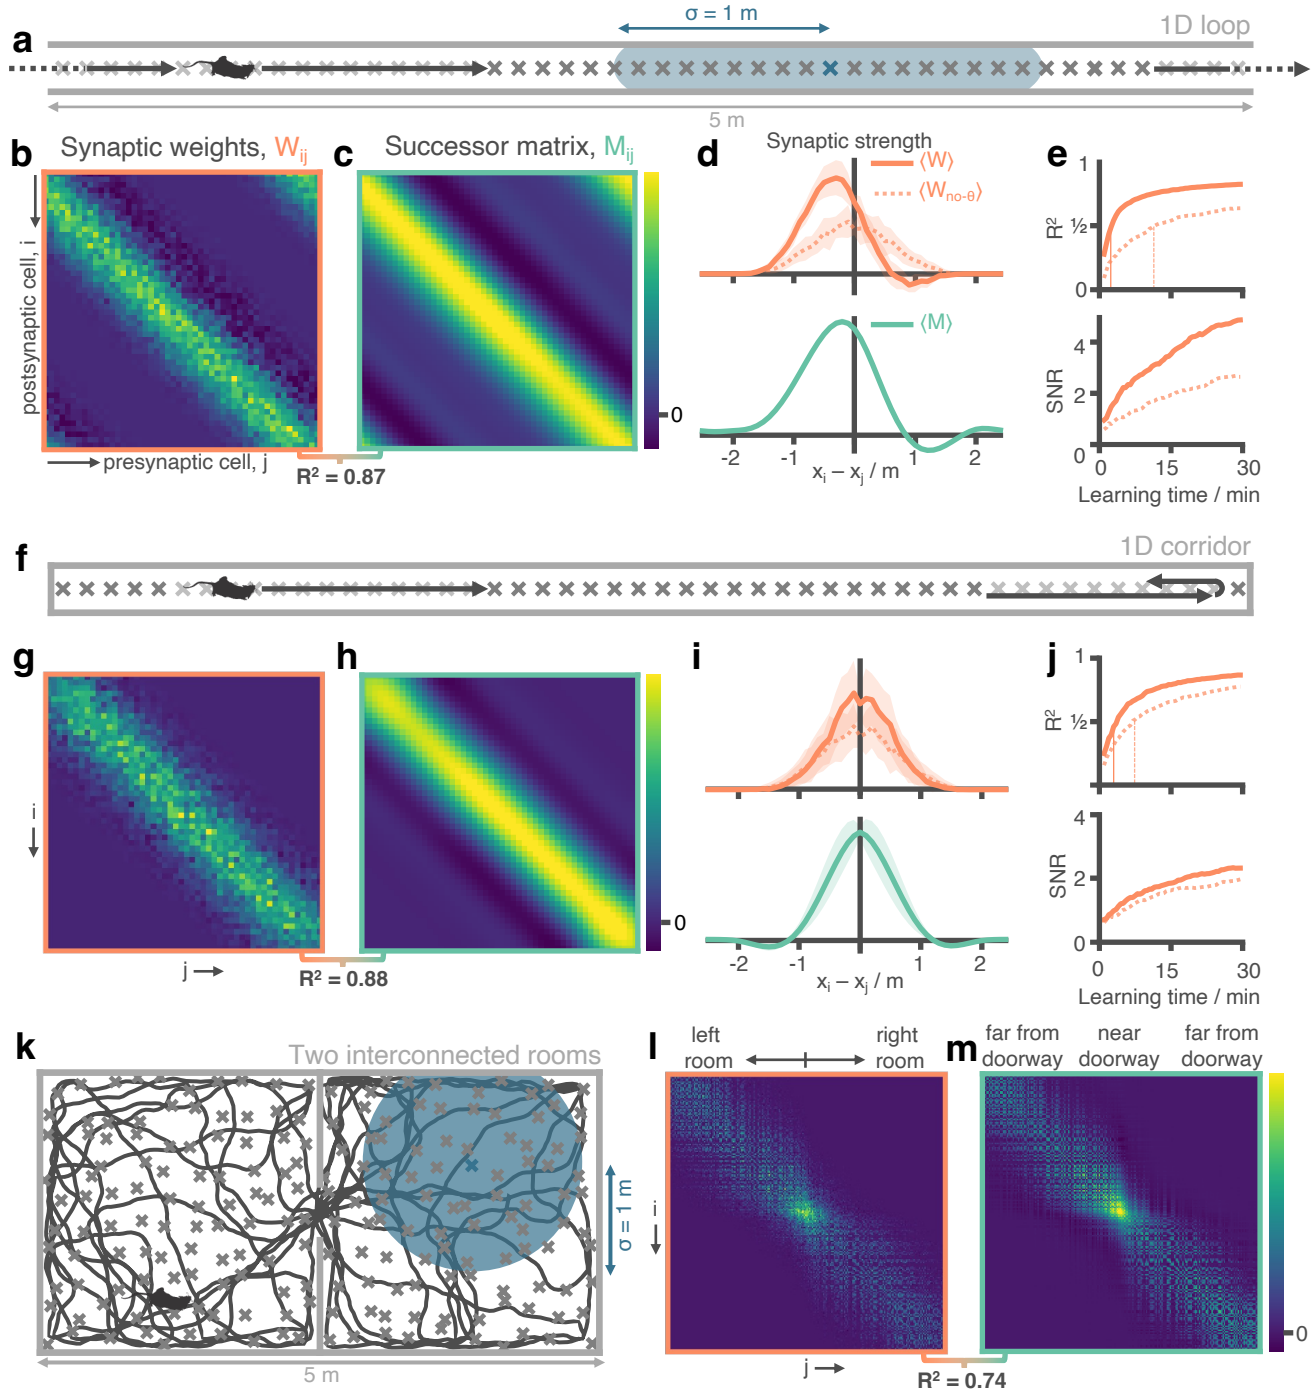 a
σ = 1 m
1D loop
5 m
b
Synaptic weights, Wij
c
Successor matrix, Mij
postsynaptic cell, i
presynaptic cell, j
R² = 0.87
0
d
Synaptic strength
⟨W⟩
⟨Wno-θ⟩
⟨M⟩
-2 -1 1 2
xi – xj / m
e
1
R² ½
0
4
SNR 2
0
0 15 30
Learning time / min
f
1D corridor
g
i
j
h
R² = 0.88
0
i
-2 -1 1 2
xi – xj / m
j
1
R² ½
4
SNR 2
0
0 15 30
Learning time / min
k
Two interconnected rooms
σ = 1 m
5 m
l
left room
right room
i
j
m
far from doorway
near doorway
far from doorway
0
R² = 0.74